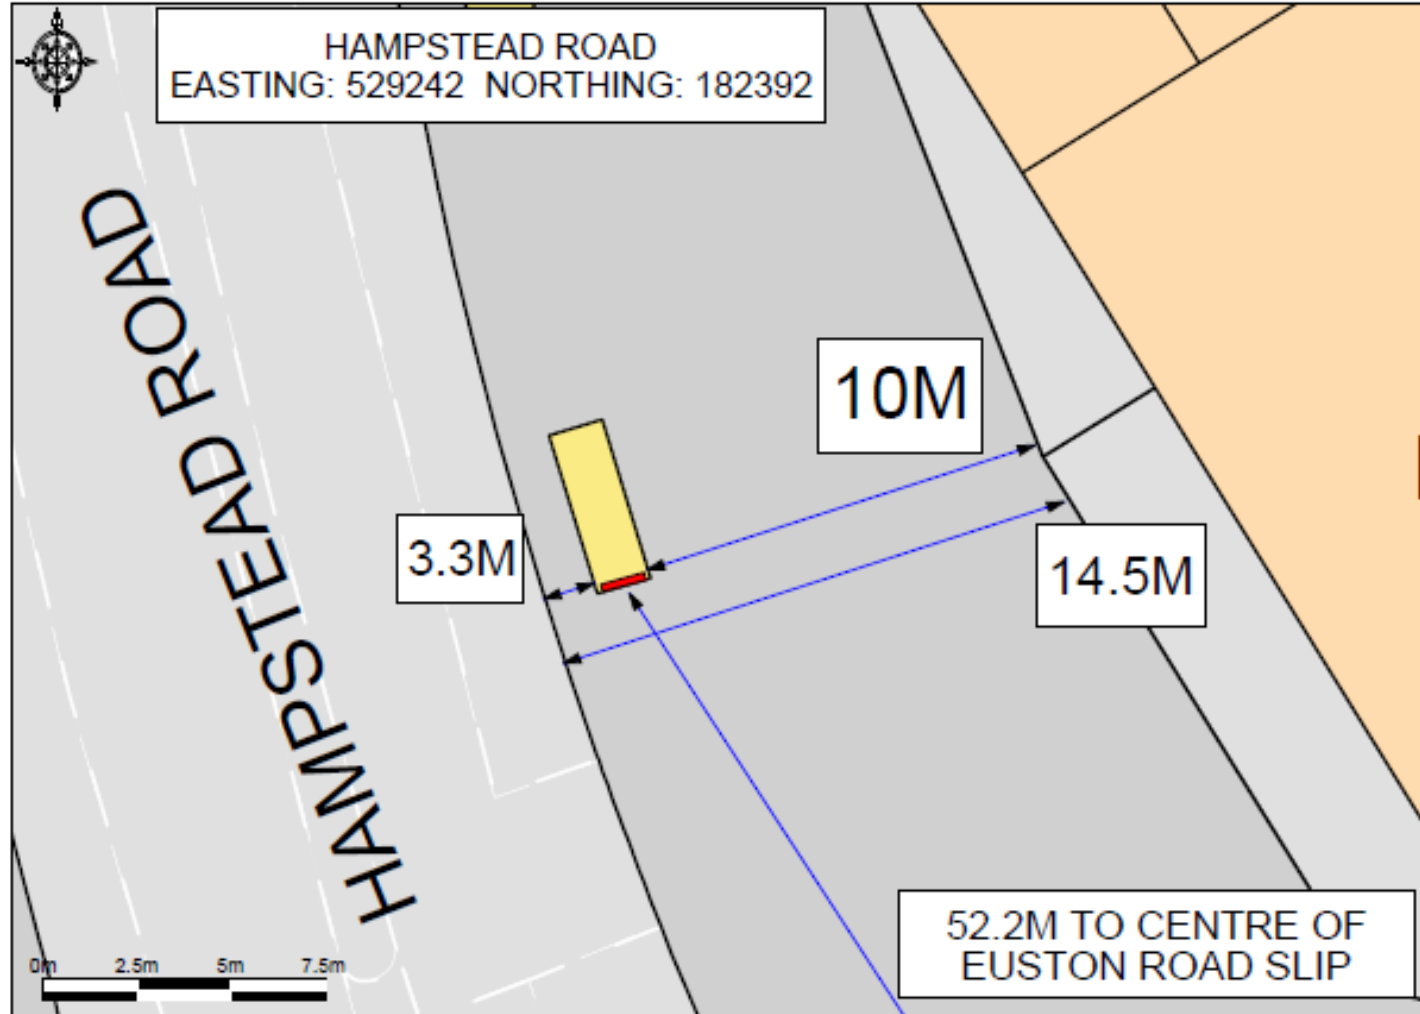 HAMPSTEAD ROAD
EASTING: 529242 NORTHING: 182392
HAMPSTEAD ROAD
10M
3.3M
14.5M
52.2M TO CENTRE OF
EUSTON ROAD SLIP
0m 2.5m 5m 7.5m